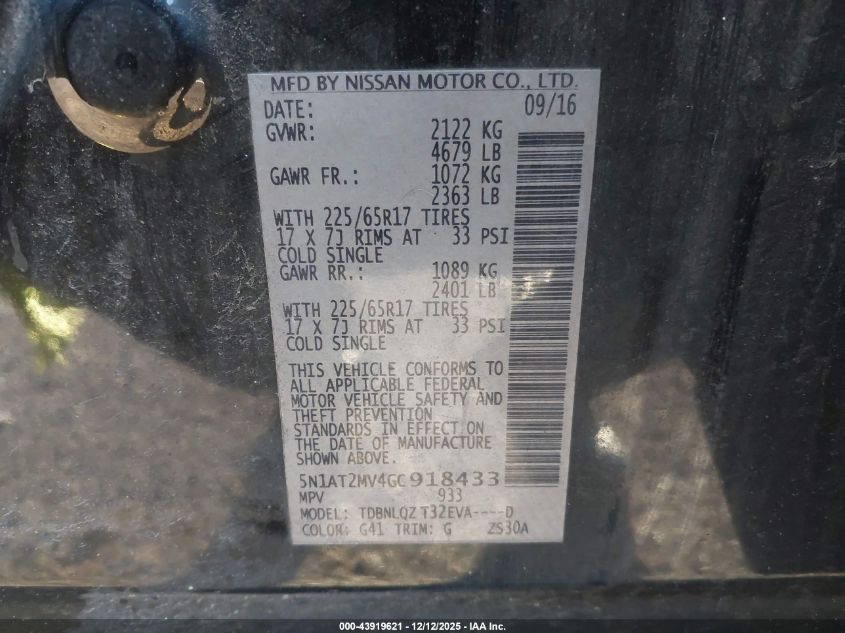 MFD BY NISSAN MOTOR CO., LTD.
DATE: 09/16
GVWR: 2122 KG
4679 LB
GAWR FR.: 1072 KG
2363 LB
WITH 225/65R17 TIRES
17 X 7J RIMS AT 33 PSI
COLD SINGLE
GAWR RR.: 1089 KG
2401 LB
WITH 225/65R17 TIRES
17 X 7J RIMS AT 33 PSI
COLD SINGLE
THIS VEHICLE CONFORMS TO
ALL APPLICABLE FEDERAL
MOTOR VEHICLE SAFETY AND
THEFT PREVENTION
STANDARDS IN EFFECT ON
THE DATE OF MANUFACTURE
SHOWN ABOVE.
5N1AT2MV4GC918433
MPV 933
MODEL: TDBNLQZ T32EVA----D
COLOR: G41 TRIM: G ZS30A
000-43919621 - 12/12/2025 - IAA Inc.